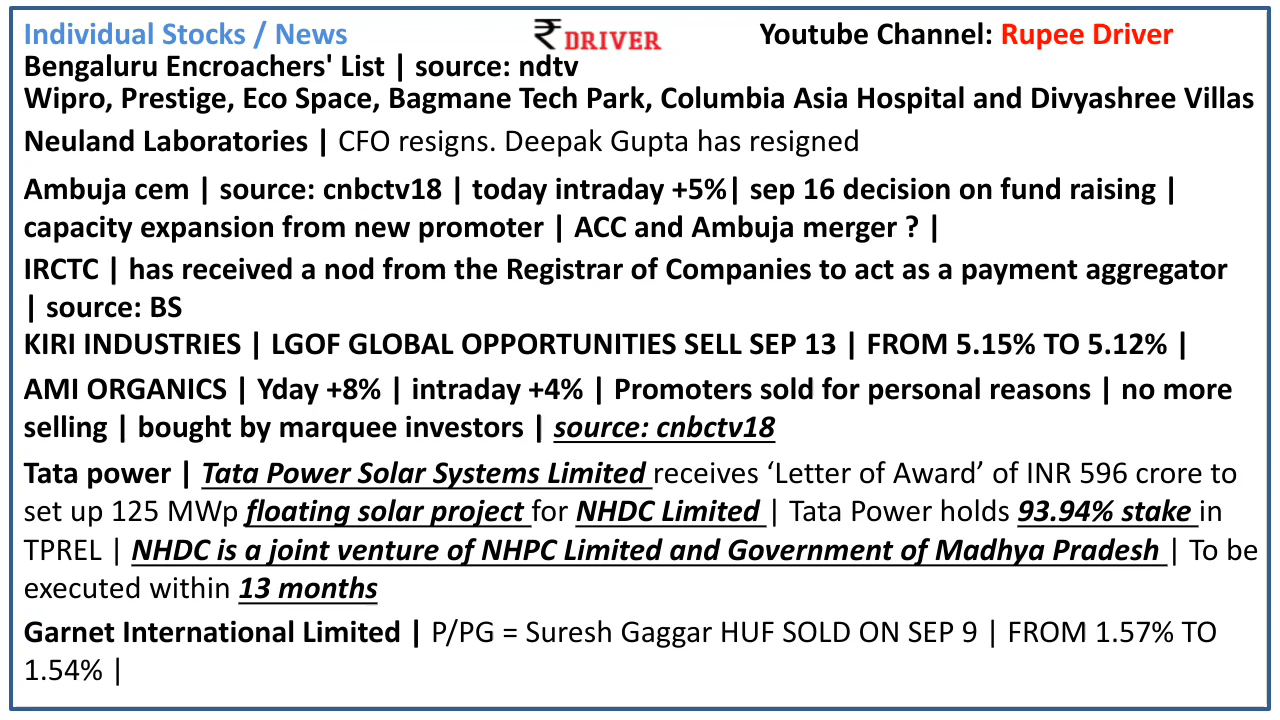 Individual Stocks / News
₹ DRIVER
Youtube Channel: Rupee Driver
Bengaluru Encroachers' List | source: ndtv
Wipro, Prestige, Eco Space, Bagmane Tech Park, Columbia Asia Hospital and Divyashree Villas
Neuland Laboratories | CFO resigns. Deepak Gupta has resigned
Ambuja cem | source: cnbctv18 | today intraday +5%| sep 16 decision on fund raising |
capacity expansion from new promoter | ACC and Ambuja merger ? |
IRCTC | has received a nod from the Registrar of Companies to act as a payment aggregator
| source: BS
KIRI INDUSTRIES | LGOF GLOBAL OPPORTUNITIES SELL SEP 13 | FROM 5.15% TO 5.12% |
AMI ORGANICS | Yday +8% | intraday +4% | Promoters sold for personal reasons | no more
selling | bought by marquee investors | source: cnbctv18
Tata power | Tata Power Solar Systems Limited receives ‘Letter of Award’ of INR 596 crore to
set up 125 MWp floating solar project for NHDC Limited | Tata Power holds 93.94% stake in
TPREL | NHDC is a joint venture of NHPC Limited and Government of Madhya Pradesh | To be
executed within 13 months
Garnet International Limited | P/PG = Suresh Gaggar HUF SOLD ON SEP 9 | FROM 1.57% TO
1.54% |